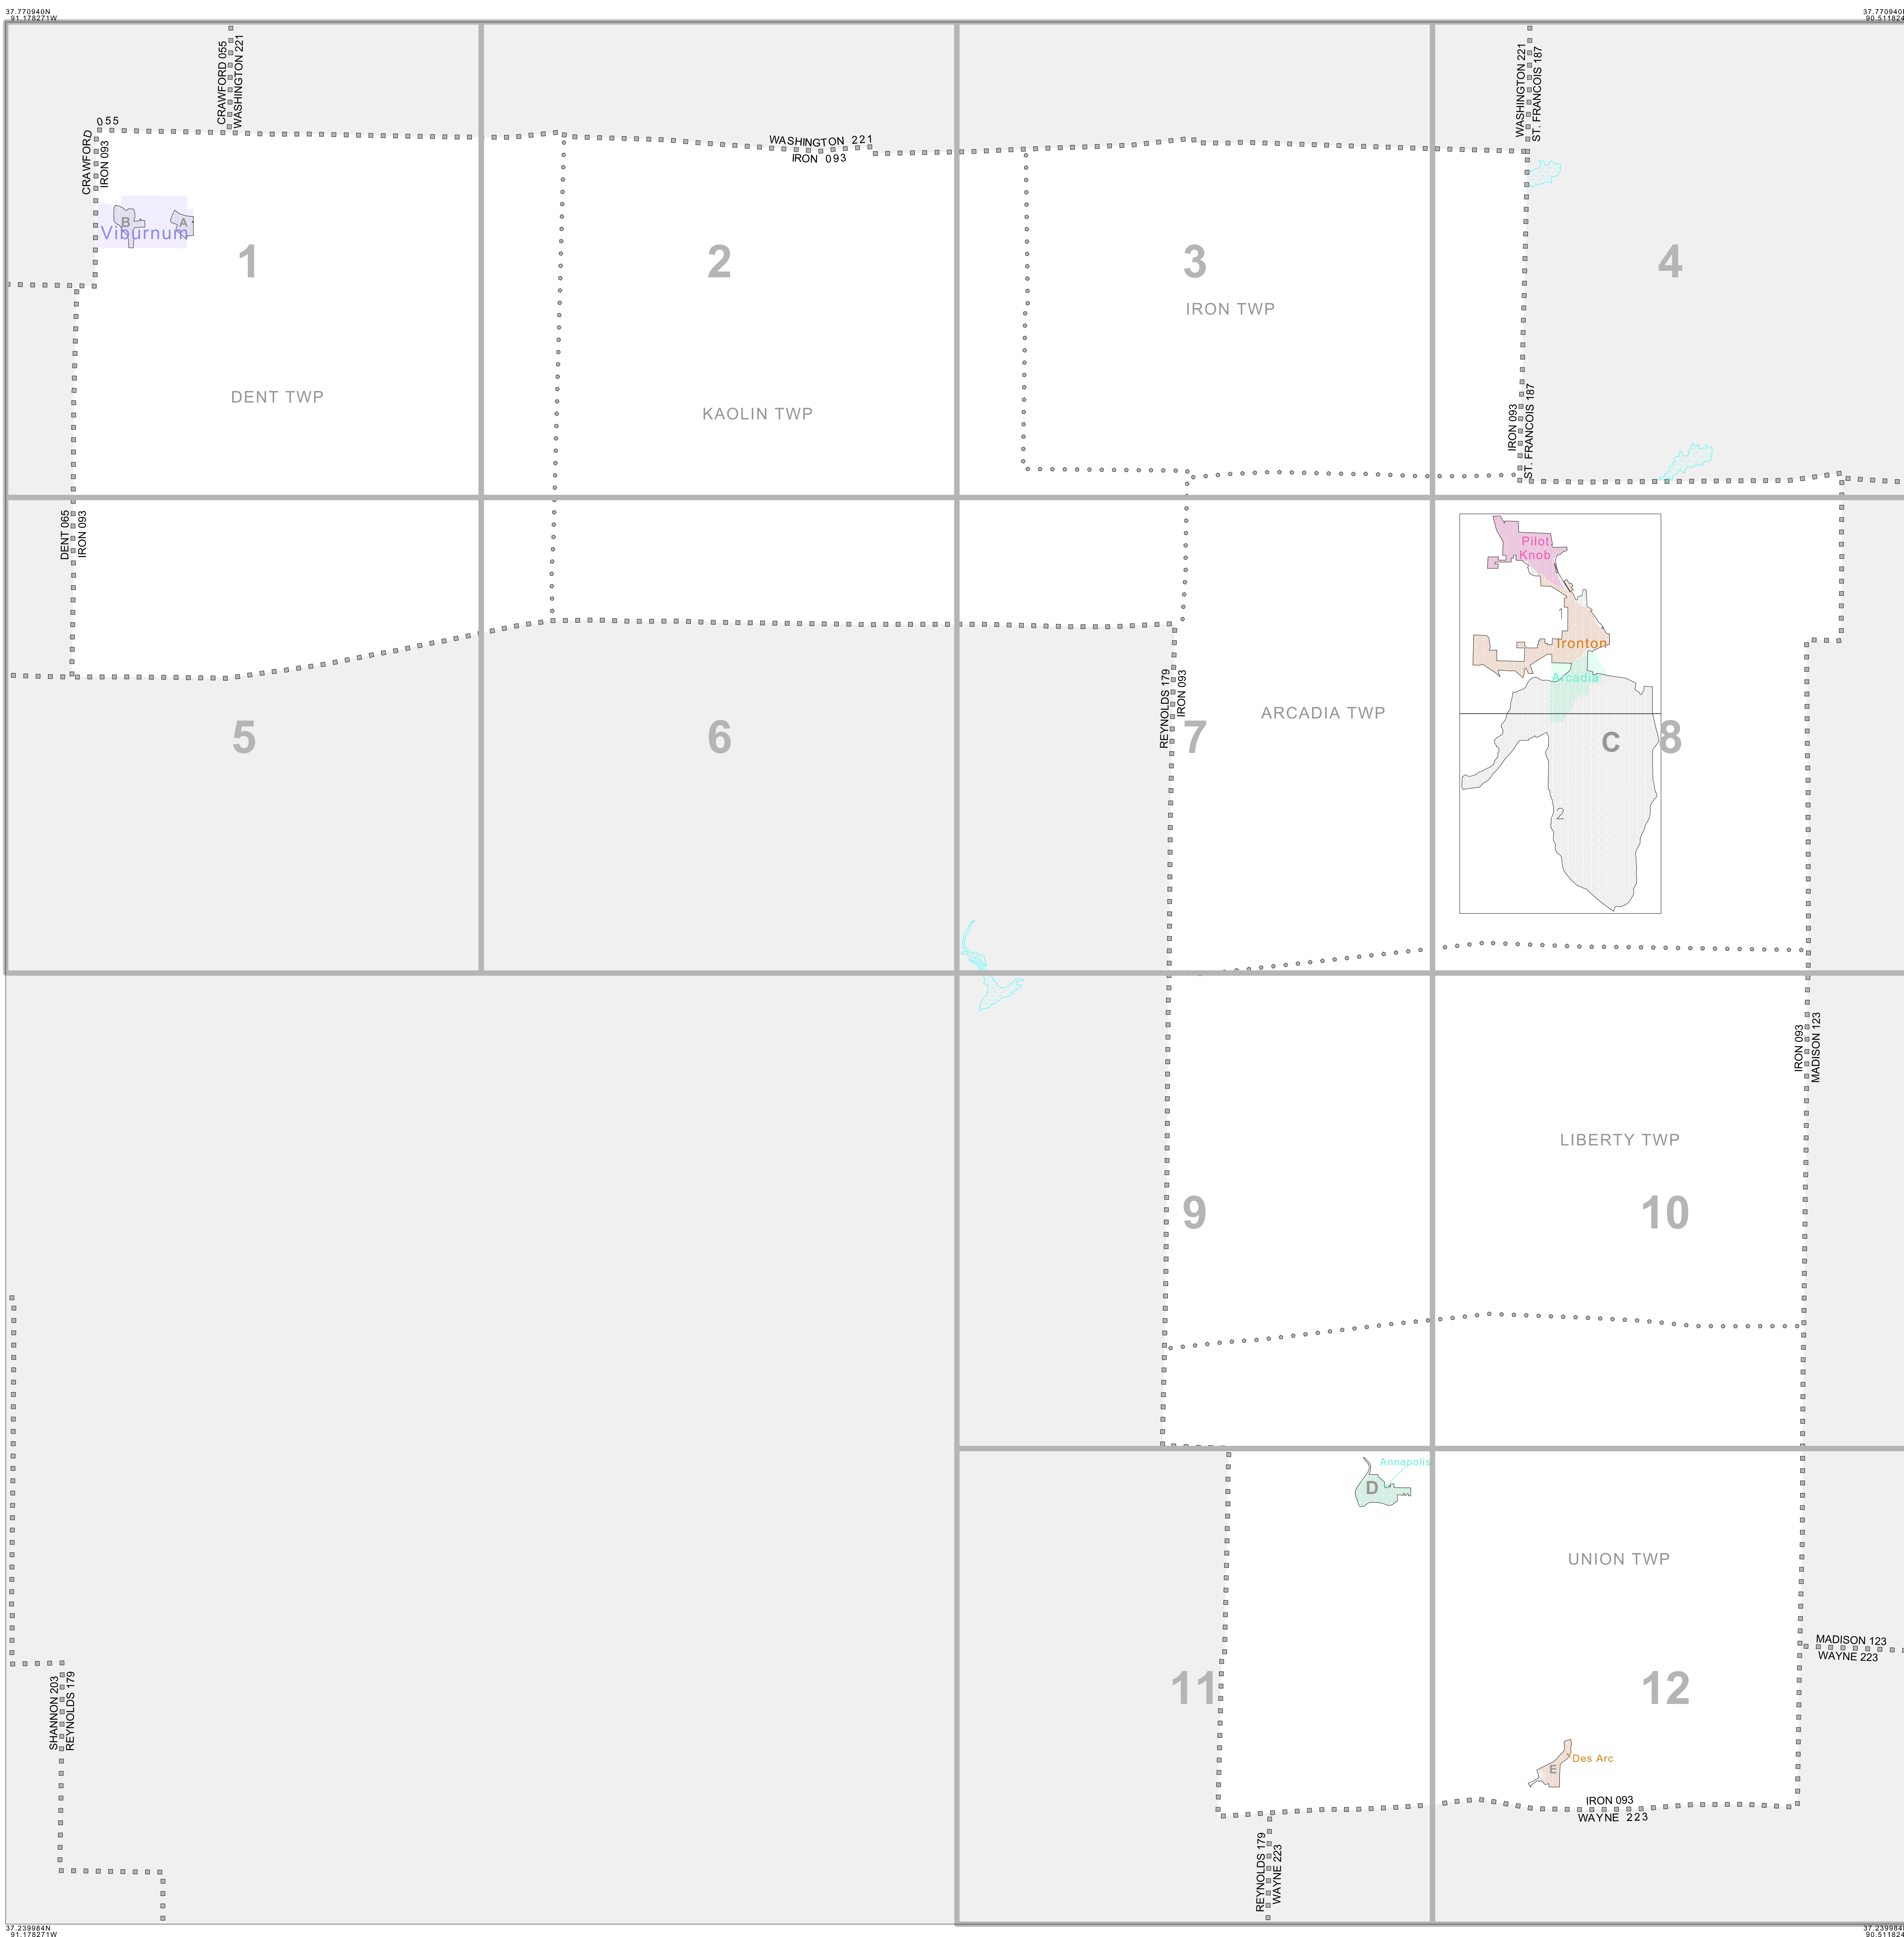 37.770940N
91.178271W
37.770940
90.511824
CRAWFORD 055
WASHINGTON 221
WASHINGTON 221
ST. FRANCOIS 187
055
CRAWFORD
IRON 093
WASHINGTON 221
IRON 093
B
A
Viburnum
1
2
3
4
IRON TWP
DENT TWP
KAOLIN TWP
IRON 093
ST. FRANCOIS 187
DENT 065
IRON 093
Pilot
Knob
1
Ironton
Arcadia
REYNOLDS 179
IRON 093
ARCADIA TWP
5
6
7
C
8
2
IRON 093
MADISON 123
LIBERTY TWP
9
10
Annapolis
D
UNION TWP
MADISON 123
WAYNE 223
SHANNON 203
REYNOLDS 179
11
12
Des Arc
E
IRON 093
WAYNE 223
REYNOLDS 179
WAYNE 223
37.239984N
91.178271W
37.239984
90.511824